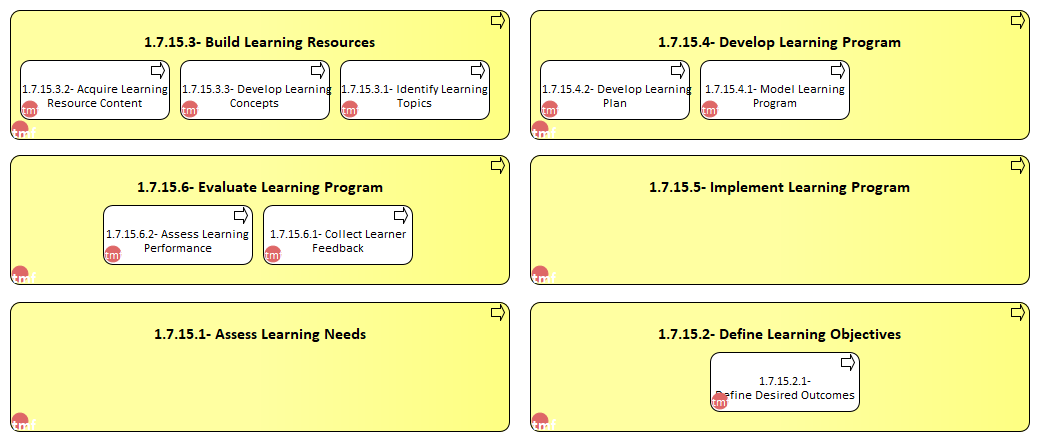 1.7.15.3- Build Learning Resources
1.7.15.3.2- Acquire Learning
Resource Content
tmf
1.7.15.3.3- Develop Learning
Concepts
tmf
1.7.15.3.1- Identify Learning
Topics
tmf
tmf
1.7.15.4- Develop Learning Program
1.7.15.4.2- Develop Learning
Plan
tmf
1.7.15.4.1- Model Learning
Program
tmf
tmf
1.7.15.6- Evaluate Learning Program
1.7.15.6.2- Assess Learning
Performance
tmf
1.7.15.6.1- Collect Learner
Feedback
tmf
tmf
1.7.15.5- Implement Learning Program
tmf
1.7.15.1- Assess Learning Needs
tmf
1.7.15.2- Define Learning Objectives
1.7.15.2.1-
Define Desired Outcomes
tmf
tmf